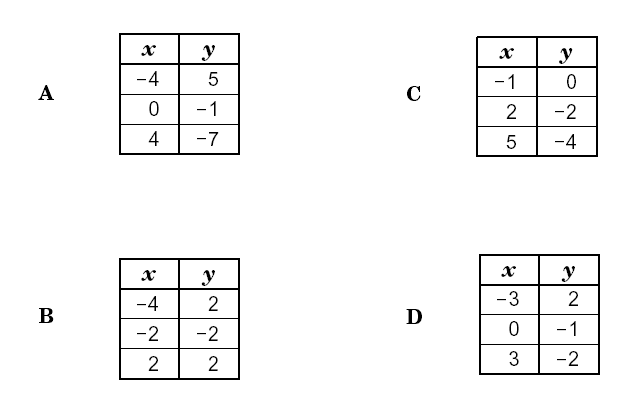 A
x y
−4 5
0 −1
4 −7
C
x y
−1 0
2 −2
5 −4
B
x y
−4 2
−2 −2
2 2
D
x y
−3 2
0 −1
3 −2